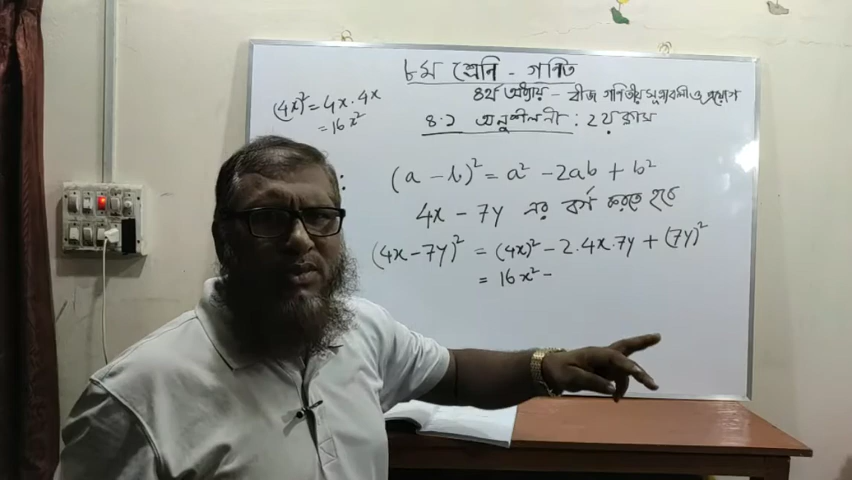 ৮ম শ্রেনি - গণিত
৪র্থ অধ্যায় - বীজ গণিতীয় সূত্রাবলী ও প্রয়োগ
৪.১ অনুশীলনী : ২য় ক্লাস
(4x)² = 4x · 4x
= 16x²
(a - b)² = a² - 2ab + b²
4x - 7y এর বর্গ করতে হবে
(4x - 7y)² = (4x)² - 2.4x.7y + (7y)²
= 16x² -